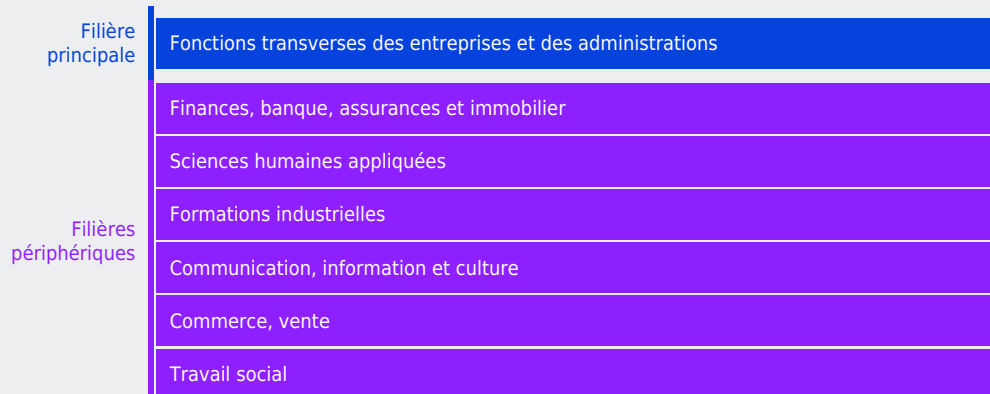 Filière
principale
Fonctions transverses des entreprises et des administrations
Finances, banque, assurances et immobilier
Sciences humaines appliquées
Formations industrielles
Filières
périphériques
Communication, information et culture
Commerce, vente
Travail social